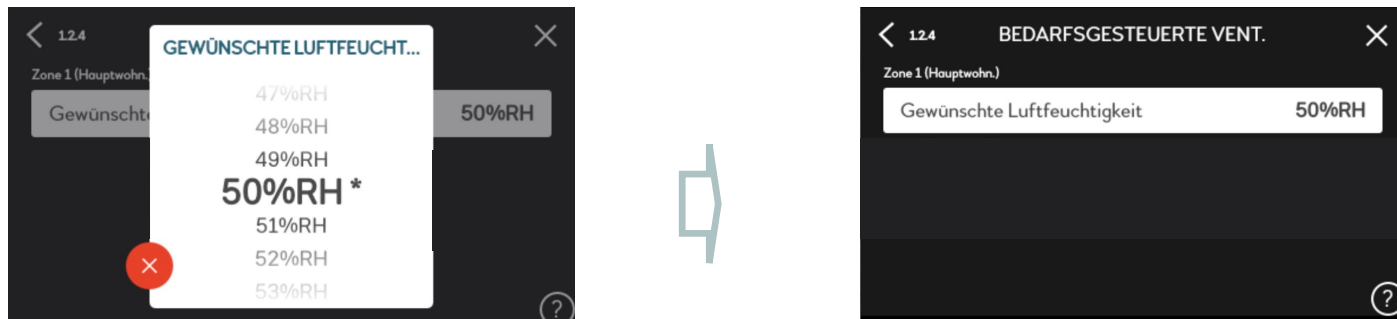 1.2.4
GEWÜNSCHTE LUFTFEUCHT...
Zone 1 (Hauptwohn.)
Gewünschte
50%RH
47%RH
48%RH
49%RH
50%RH *
51%RH
52%RH
53%RH
?
1.2.4 BEDARFSGESTEUERTE VENT.
Zone 1 (Hauptwohn.)
Gewünschte Luftfeuchtigkeit 50%RH
?